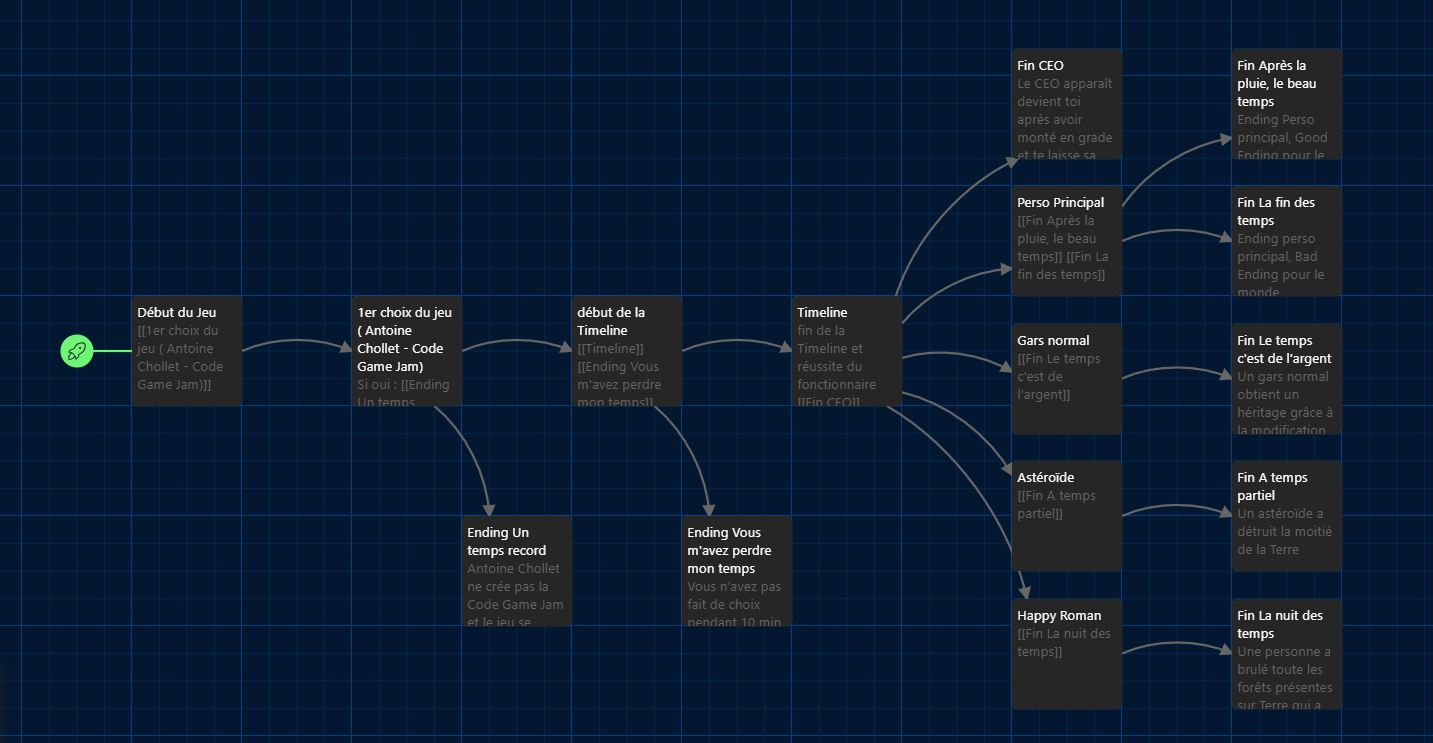 Début du Jeu
[[1er choix du
jeu ( Antoine
Chollet - Code
Game Jam)]]
1er choix du jeu
( Antoine
Chollet - Code
Game Jam)
Si oui : [[Ending
Un temps
Ending Un
temps record
Antoine Chollet
ne crée pas la
Code Game Jam
et le jeu se
début de la
Timeline
[[Timeline]]
[[Ending Vous
m'avez perdre
mon temps]]
Ending Vous
m'avez perdre
mon temps
Vous n'avez pas
fait de choix
pendant 10 min
Timeline
fin de la
Timeline et
réussite du
fonctionnaire
[[Fin CEO]]
Fin CEO
Le CEO apparaît
devient toi
après avoir
monté en grade
et te laisse sa
Perso Principal
[[Fin Après la
pluie, le beau
temps]] [[Fin La
fin des temps]]
Gars normal
[[Fin Le temps
c'est de
l'argent]]
Astéroïde
[[Fin A temps
partiel]]
Happy Roman
[[Fin La nuit des
temps]]
Fin Après la
pluie, le beau
temps
Ending Perso
principal, Good
Ending pour le
Fin La fin des
temps
Ending perso
principal, Bad
Ending pour le
monde
Fin Le temps
c'est de l'argent
Un gars normal
obtient un
héritage grâce à
la modification
Fin A temps
partiel
Un astéroïde a
détruit la moitié
de la Terre
Fin La nuit des
temps
Une personne a
brulé toute les
forêts présentes
sur Terre qui a